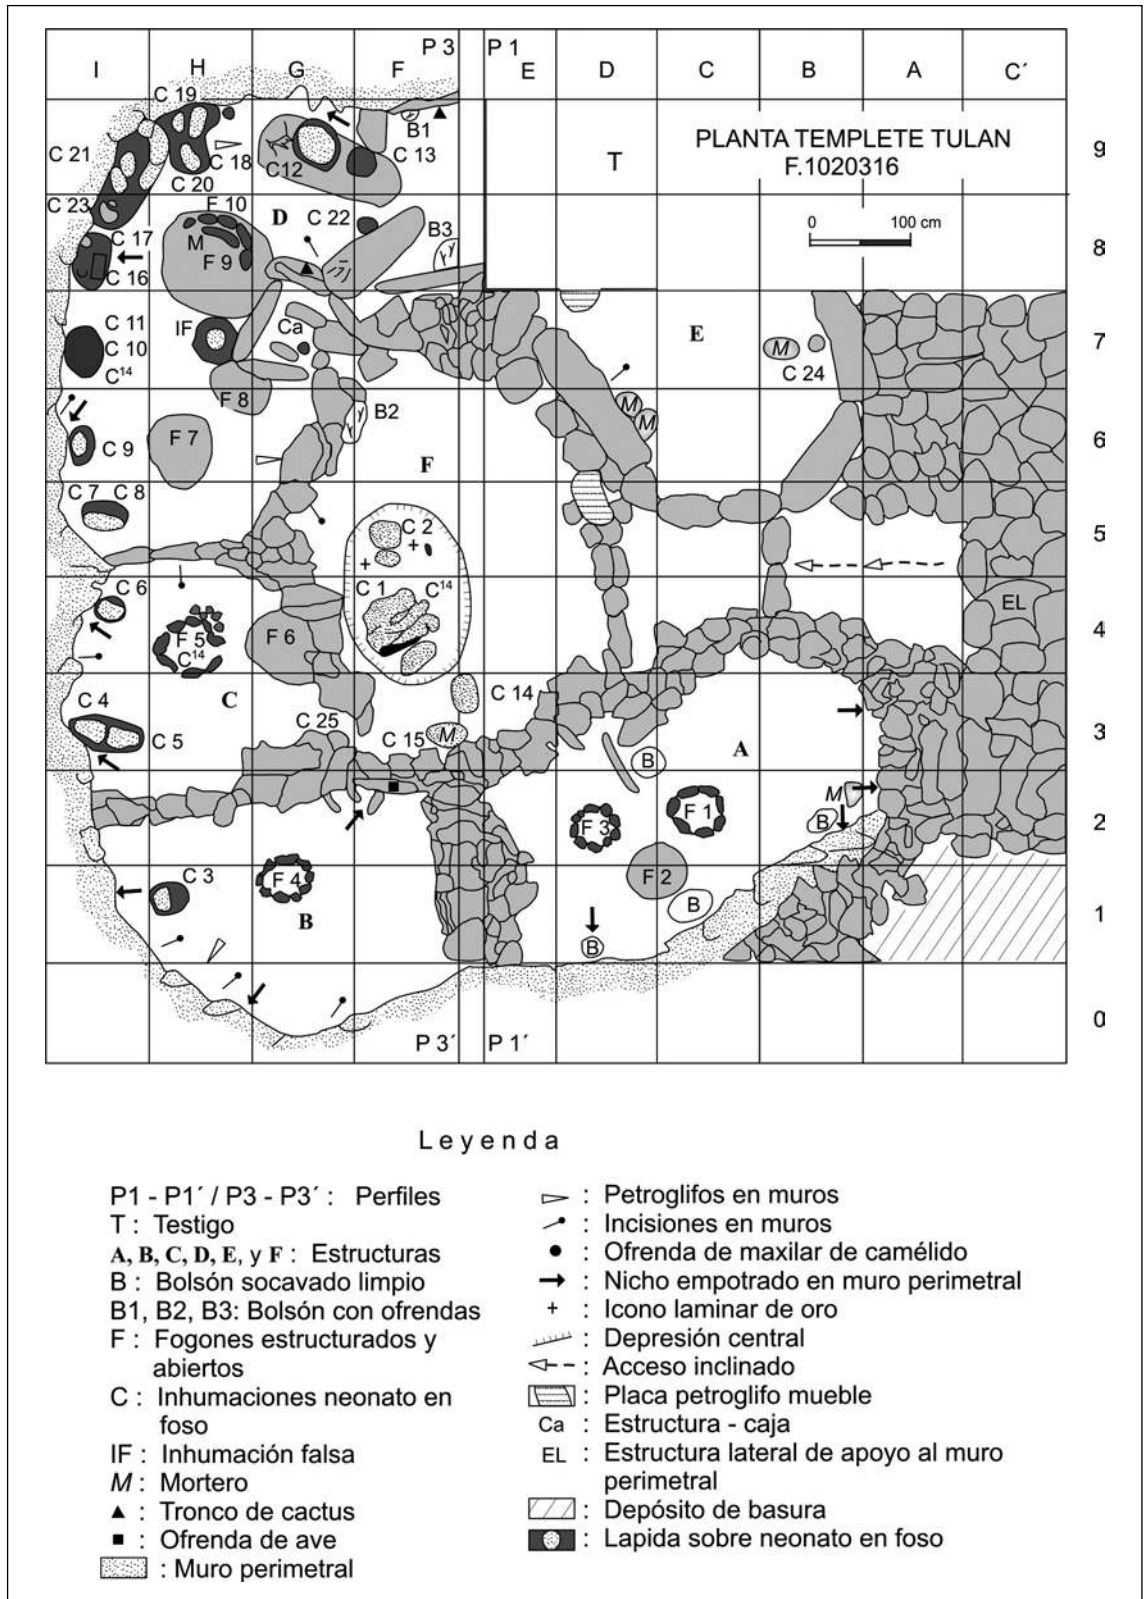 P 3 P 1
I H G F E D C B A C´
C 19
B1
PLANTA TEMPLETE TULAN
F.1020316
9
C 21
C 18
C12
C 13
T
C 20
0 100 cm
C 23
F 10
D
C 22
C 17
M
B3
8
F 9
C 16
C 11
IF
Ca
E
C 10
M
7
C 24
C¹⁴
F 8
B2
M
M
6
F 7
C 9
F
C 7 C 8
C 2
5
C 6
C 1
C¹⁴
EL
F 5
C¹⁴
F 6
4
C
C 4
C 14
C 25
C 5
C 15
M
B
A
3
M
F 3
F 1
B
2
F 4
F 2
C 3
B
B
B
1
P 3´ P 1´
0
Leyenda
P1 - P1´ / P3 - P3´ : Perfiles
T : Testigo
A, B, C, D, E, y F : Estructuras
B : Bolsón socavado limpio
B1, B2, B3: Bolsón con ofrendas
F : Fogones estructurados y
abiertos
C : Inhumaciones neonato en
foso
IF : Inhumación falsa
M : Mortero
▲ : Tronco de cactus
■ : Ofrenda de ave
: Muro perimetral
: Petroglifos en muros
: Incisiones en muros
● : Ofrenda de maxilar de camélido
→ : Nicho empotrado en muro perimetral
+ : Icono laminar de oro
: Depresión central
: Acceso inclinado
: Placa petroglifo mueble
Ca : Estructura - caja
EL : Estructura lateral de apoyo al muro
perimetral
: Depósito de basura
: Lapida sobre neonato en foso